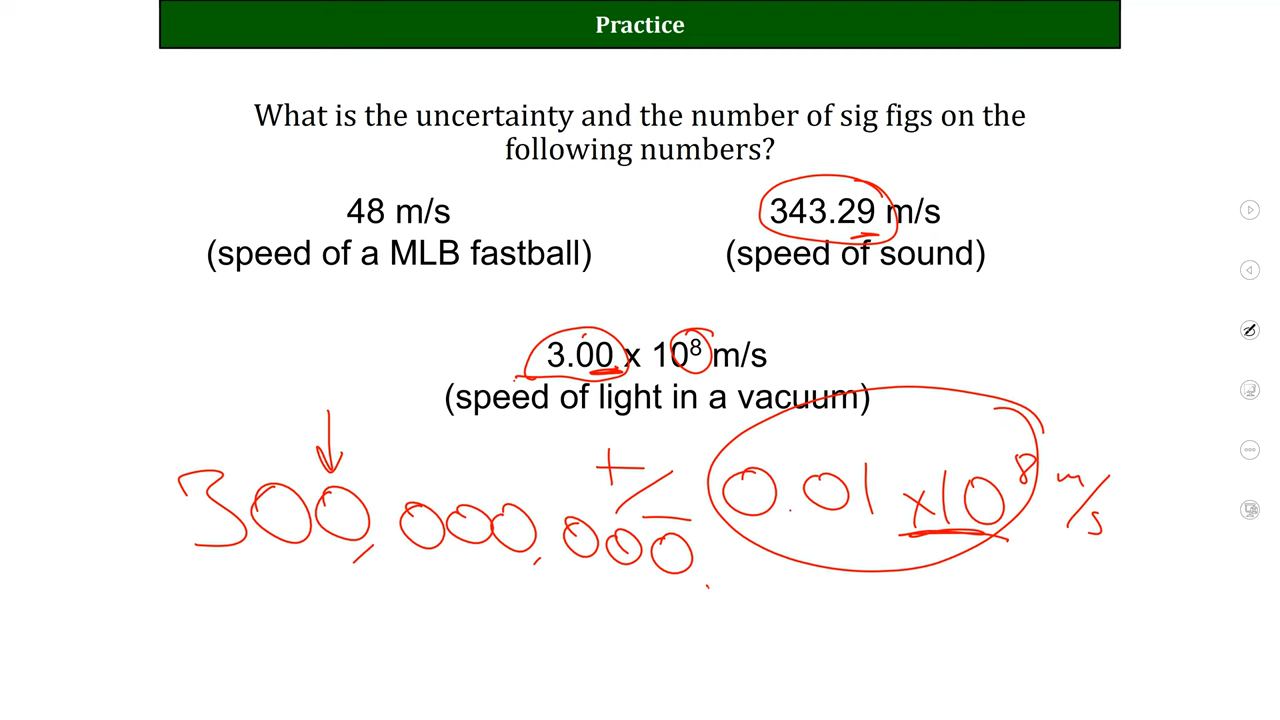 Practice
What is the uncertainty and the number of sig figs on the
following numbers?
48 m/s
(speed of a MLB fastball)
343.29 m/s
(speed of sound)
3.00 x 10⁸ m/s
(speed of light in a vacuum)
300,000,000. +/- 0.01 x10⁸ m/s